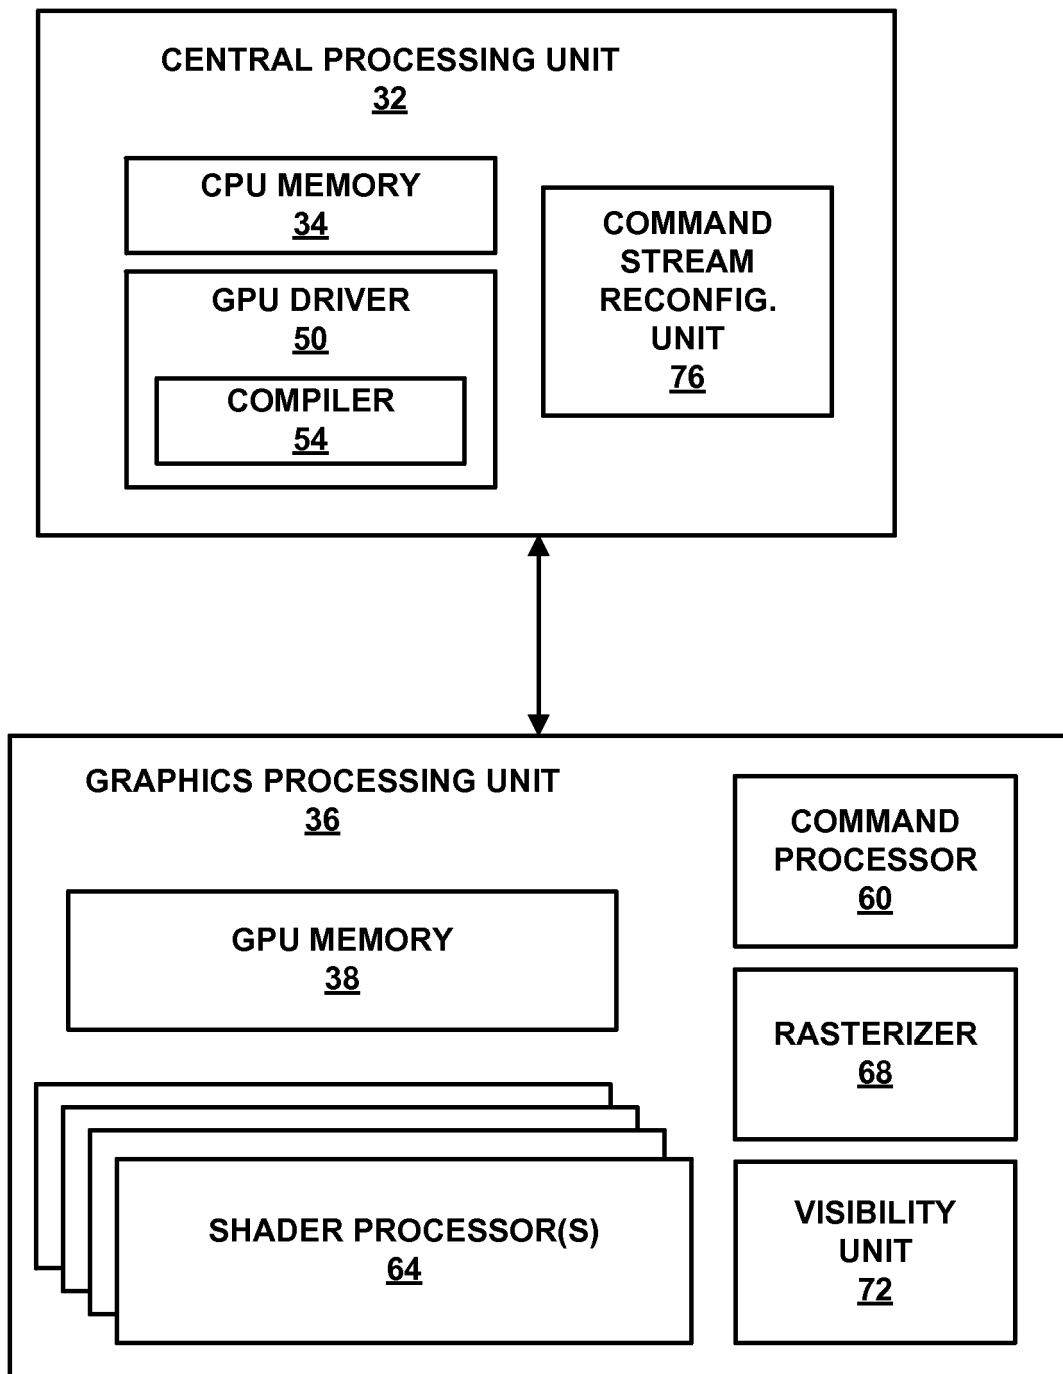 CENTRAL PROCESSING UNIT
32
CPU MEMORY
34
GPU DRIVER
50
COMPILER
54
COMMAND
STREAM
RECONFIG.
UNIT
76
GRAPHICS PROCESSING UNIT
36
GPU MEMORY
38
SHADER PROCESSOR(S)
64
COMMAND
PROCESSOR
60
RASTERIZER
68
VISIBILITY
UNIT
72